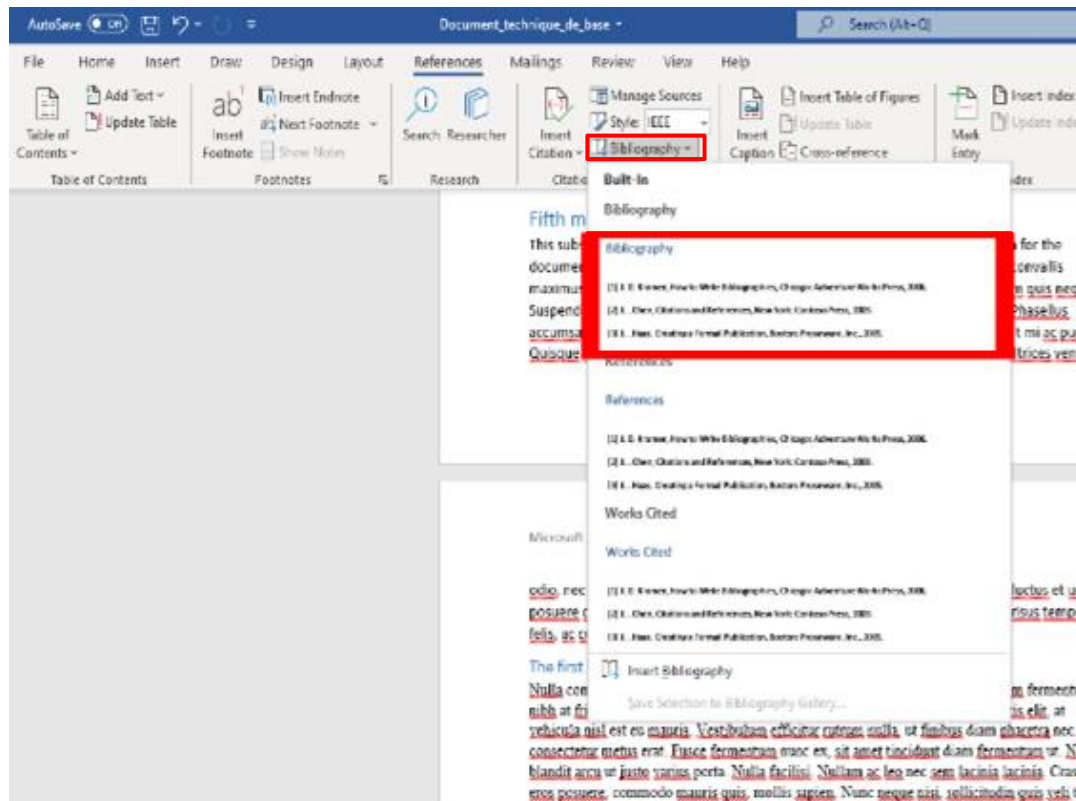 AutoSave On Document_technique_de_base Search (Alt+Q)
File Home Insert Draw Design Layout References Mailings Review View Help
Table of Contents
Add Text
Update Table
Table of Contents
ab
Insert Footnote
Insert Endnote
Next Footnote
Show Notes
Footnotes
Search Researcher
Research
Insert Citation
Manage Sources
Style: IEEE
Bibliography
Citatio
Insert Caption
Insert Table of Figures
Update Table
Cross-reference
Mark Entry
Insert Index
Update Inde
dex
Built-In
Bibliography
Bibliography
[1] Kramer, How to Write Bibliographies, Chicago: Adventure Works Press, 2006.
[2] Chen, Citations and References, New York: Contoso Press, 2003.
[3] Haas, Creating a Formal Publication, Boston: Proseware, Inc., 2005.
References
References
[1] Kramer, How to Write Bibliographies, Chicago: Adventure Works Press, 2006.
[2] Chen, Citations and References, New York: Contoso Press, 2003.
[3] Haas, Creating a Formal Publication, Boston: Proseware, Inc., 2005.
Works Cited
Works Cited
[1] Kramer, How to Write Bibliographies, Chicago: Adventure Works Press, 2006.
[2] Chen, Citations and References, New York: Contoso Press, 2003.
[3] Haas, Creating a Formal Publication, Boston: Proseware, Inc., 2005.
Insert Bibliography
Save Selection to Bibliography Gallery...
Fifth m
This subs for the
documen convallis
maximus m quis neq
Suspend Phasellus
accumsa t mi ac pu
Quisque trices ven
Microsoft
odio, nec luctus et u
posuere c risus temp
felis, ac
The first
Nulla con m ferment
nibh at fri is elit, at
vehicula nisl est eu mauris. Vestibulum efficitur rutrum nulla, ut finibus diam pharetra nec.
consectetur metus erat. Fusce fermentum nunc ex, sit amet tincidunt diam fermentum ut. N
blandit arcu ut justo varius porta. Nulla facilisi. Nullam ac leo nec sem lacinia lacinia. Cras
eros posuere, commodo mauris quis, mollis sapien. Nunc neque nisi, sollicitudin quis veli t